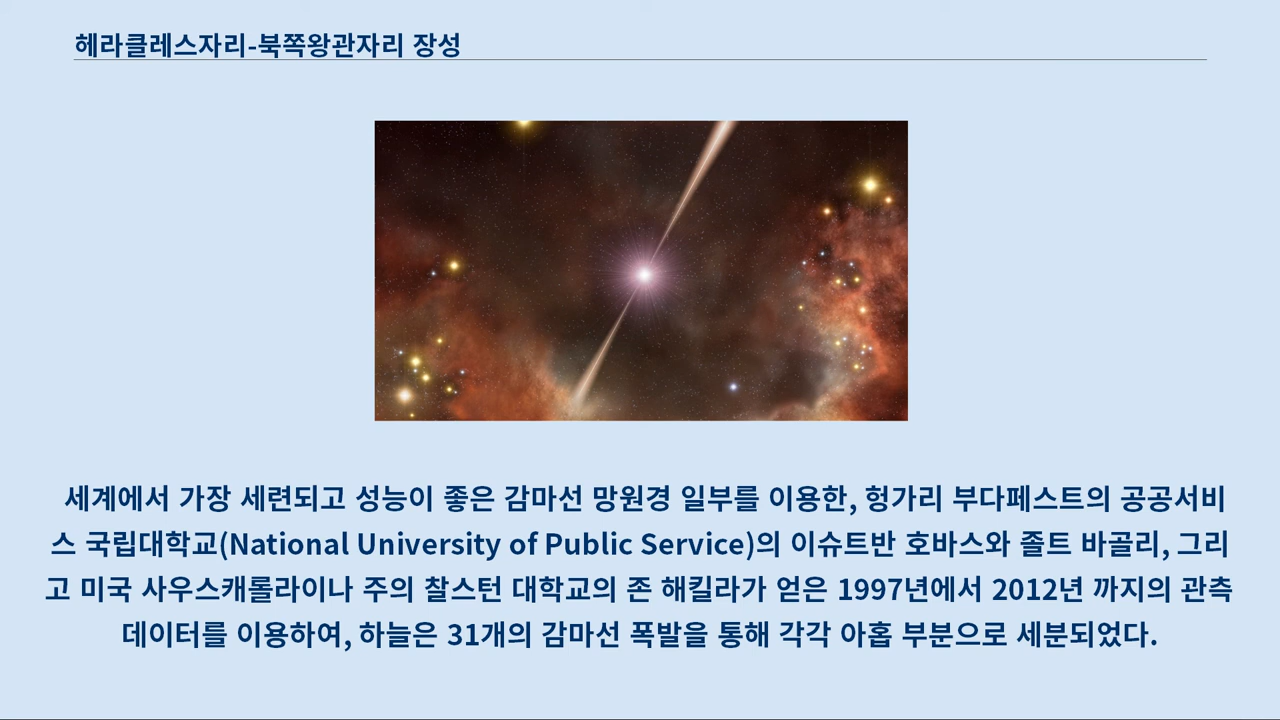 헤라클레스자리-북쪽왕관자리 장성
세계에서 가장 세련되고 성능이 좋은 감마선 망원경 일부를 이용한, 헝가리 부다페스트의 공공서비
스 국립대학교(National University of Public Service)의 이슈트반 호바스와 졸트 바골리, 그리
고 미국 사우스캐롤라이나 주의 찰스턴 대학교의 존 해킬라가 얻은 1997년에서 2012년 까지의 관측
데이터를 이용하여, 하늘은 31개의 감마선 폭발을 통해 각각 아홉 부분으로 세분되었다.